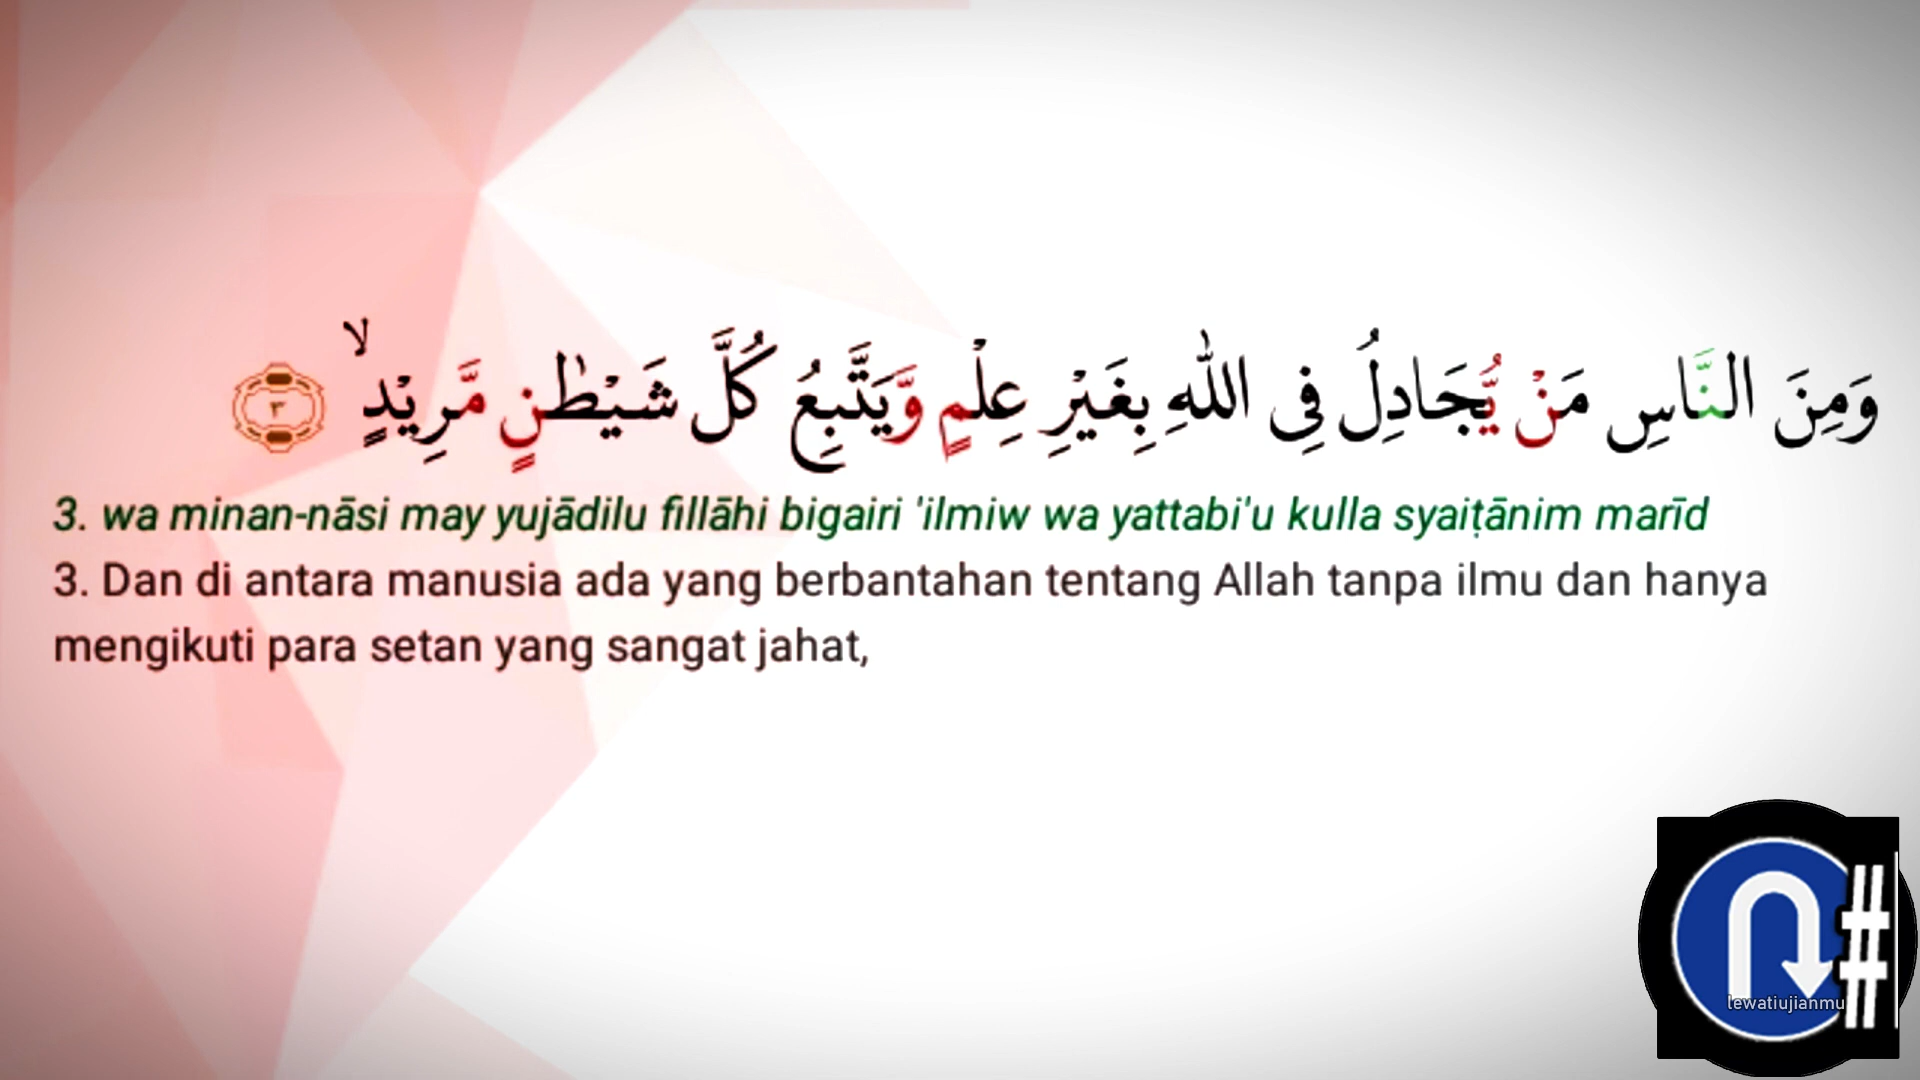 وَمِنَ النَّاسِ مَنْ يُّجَادِلُ فِى اللّٰهِ بِغَيْرِ عِلْمٍ وَّيَتَّبِعُ كُلَّ شَيْطٰنٍ مَّرِيْدٍۙ ٣
3. wa minan-nāsi may yujādilu fillāhi bigairi 'ilmiw wa yattabi'u kulla syaiṭānim marīd
3. Dan di antara manusia ada yang berbantahan tentang Allah tanpa ilmu dan hanya
mengikuti para setan yang sangat jahat,
#
#
lewatiujianmu